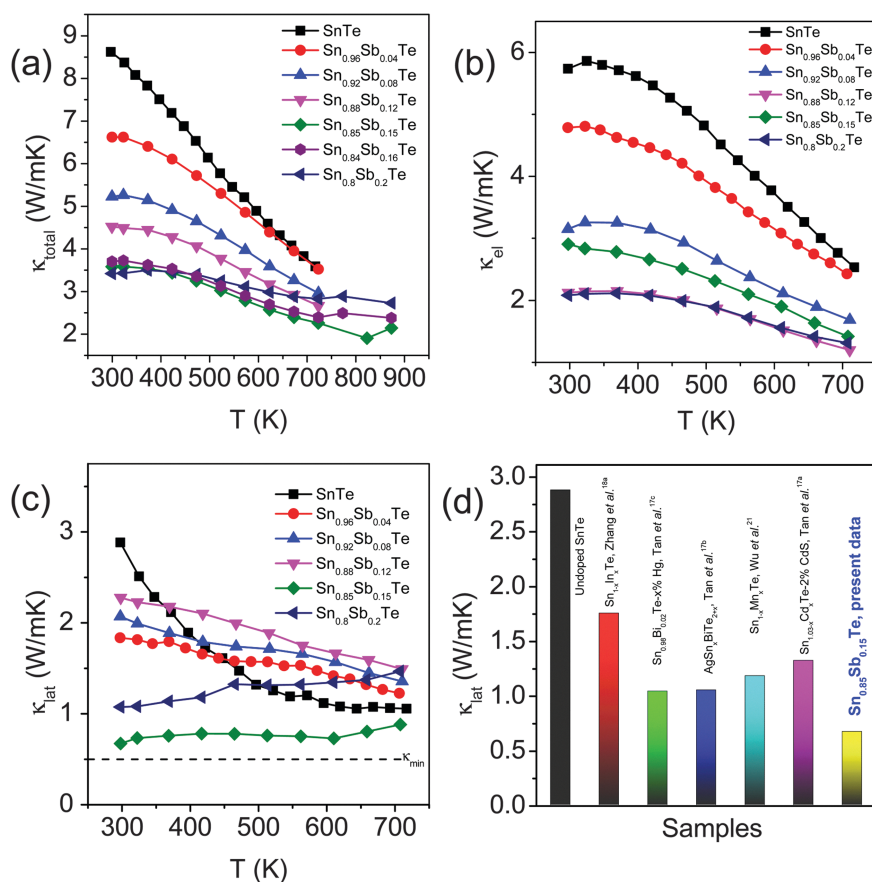 (a)
SnTe
Sn0.96Sb0.04Te
Sn0.92Sb0.08Te
Sn0.88Sb0.12Te
Sn0.85Sb0.15Te
Sn0.84Sb0.16Te
Sn0.8Sb0.2Te
κtotal (W/mK)
9
8
7
6
5
4
3
2
300 400 500 600 700 800 900
T (K)
(b)
SnTe
Sn0.96Sb0.04Te
Sn0.92Sb0.08Te
Sn0.88Sb0.12Te
Sn0.85Sb0.15Te
Sn0.8Sb0.2Te
κel (W/mK)
6
4
2
300 400 500 600 700
T (K)
(c)
SnTe
Sn0.96Sb0.04Te
Sn0.92Sb0.08Te
Sn0.88Sb0.12Te
Sn0.85Sb0.15Te
Sn0.8Sb0.2Te
κlat (W/mK)
3
2
1
0
κmin
300 400 500 600 700
T (K)
(d)
κlat (W/mK)
3.0
2.5
2.0
1.5
1.0
0.5
0.0
Undoped SnTe
Sn1-xInxTe, Zhang et al.18a
Sn0.98Bi0.02Te-x% Hg, Tan et al.17c
AgSnxBiTe2+x, Tan et al.17b
Sn1-xMnxTe, Wu et al.21
Sn1.03-xCdxTe-2% CdS, Tan et al.17a
Sn0.85Sb0.15Te, present data
Samples